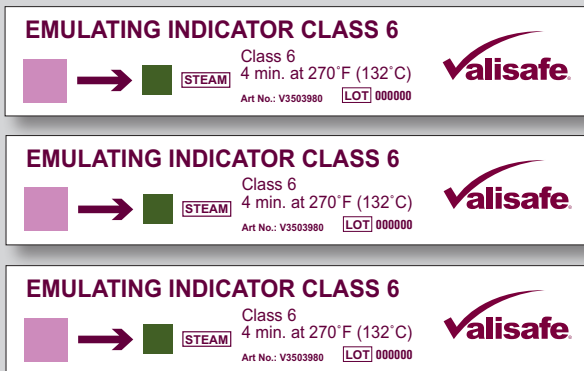 EMULATING INDICATOR CLASS 6
Class 6
STEAM 4 min. at 270˚F (132˚C)
Art No.: V3503980 LOT 000000
Valisafe
EMULATING INDICATOR CLASS 6
Class 6
STEAM 4 min. at 270˚F (132˚C)
Art No.: V3503980 LOT 000000
Valisafe
EMULATING INDICATOR CLASS 6
Class 6
STEAM 4 min. at 270˚F (132˚C)
Art No.: V3503980 LOT 000000
Valisafe